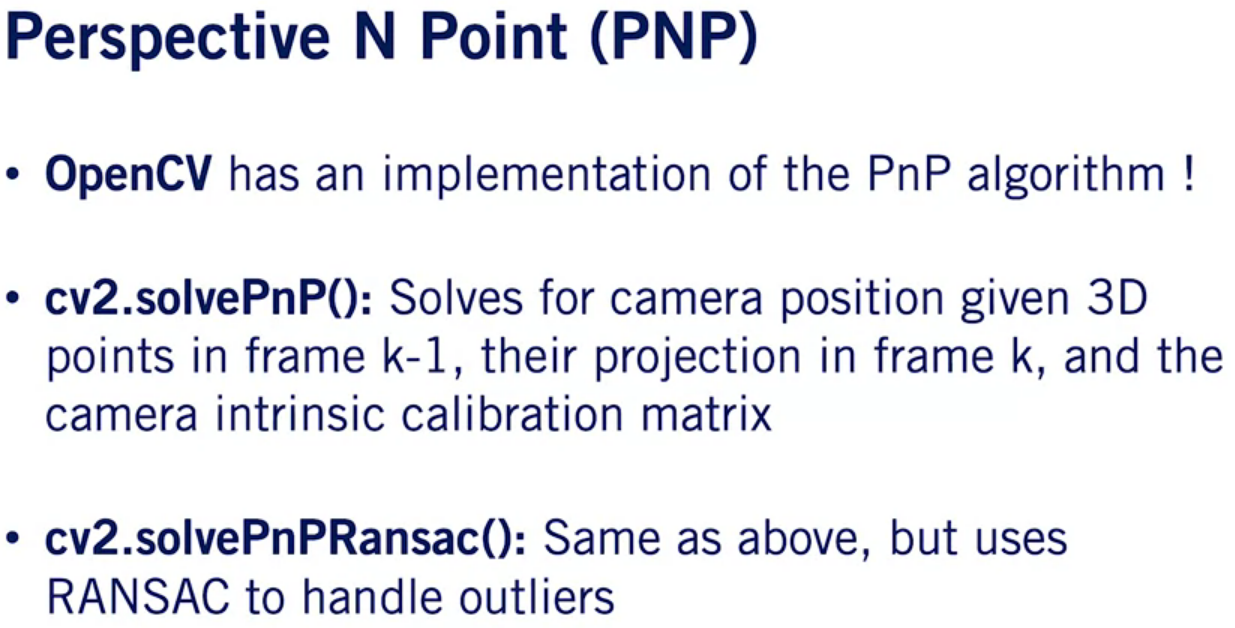 Perspective N Point (PNP)
• OpenCV has an implementation of the PnP algorithm !
• cv2.solvePnP(): Solves for camera position given 3D
points in frame k-1, their projection in frame k, and the
camera intrinsic calibration matrix
• cv2.solvePnPRansac(): Same as above, but uses
RANSAC to handle outliers